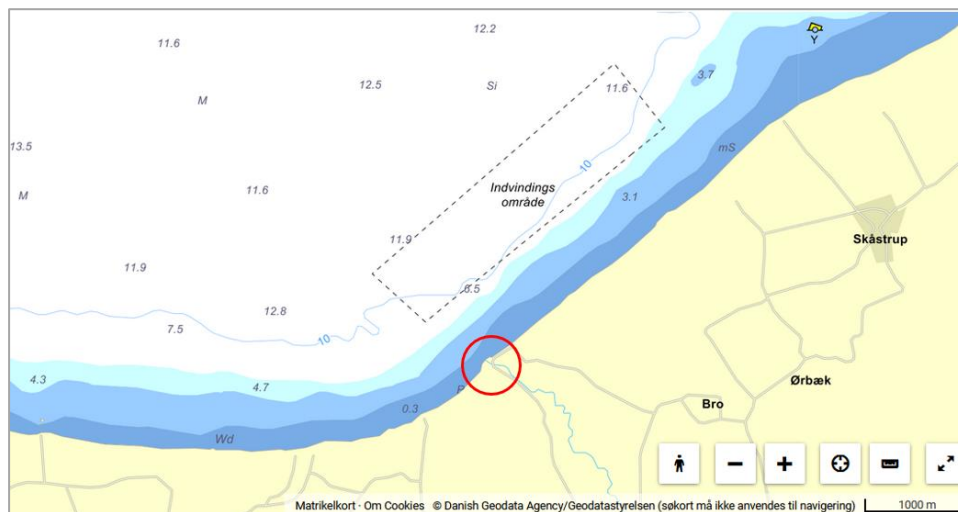 12.2
11.6
Y
3.7
12.5
Si
11.6
M
13.5
mS
10
M
11.6
Indvindings
område
3.1
11.9
Skåstrup
11.9
6.5
12.8
7.5
10
4.3
4.7
P
Ørbæk
0.3
Bro
Wd
Matrikelkort · Om Cookies © Danish Geodata Agency/Geodatastyrelsen (søkort må ikke anvendes til navigering) 1000 m